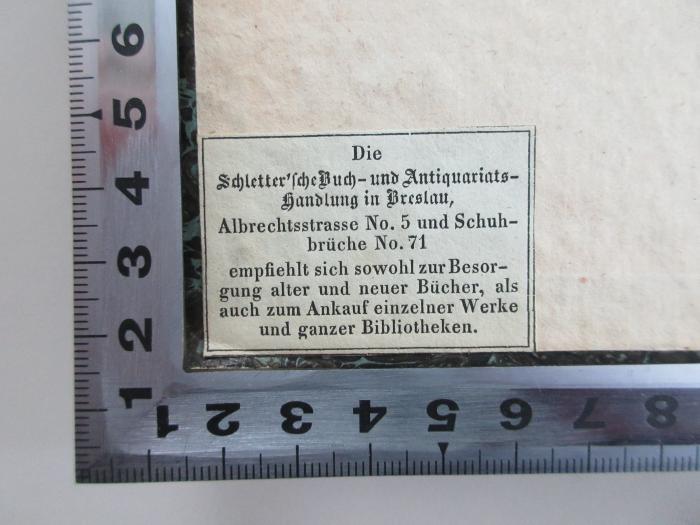 Die
Schletter'sche Buch- und Antiquariats-
Handlung in Breslau,
Albrechtsstrasse No. 5 und Schuh-
brüche No. 71
empfiehlt sich sowohl zur Besor-
gung alter und neuer Bücher, als
auch zum Ankauf einzelner Werke
und ganzer Bibliotheken.
6
5
4
3
2
1
1 2 3 4 5 6 7 8